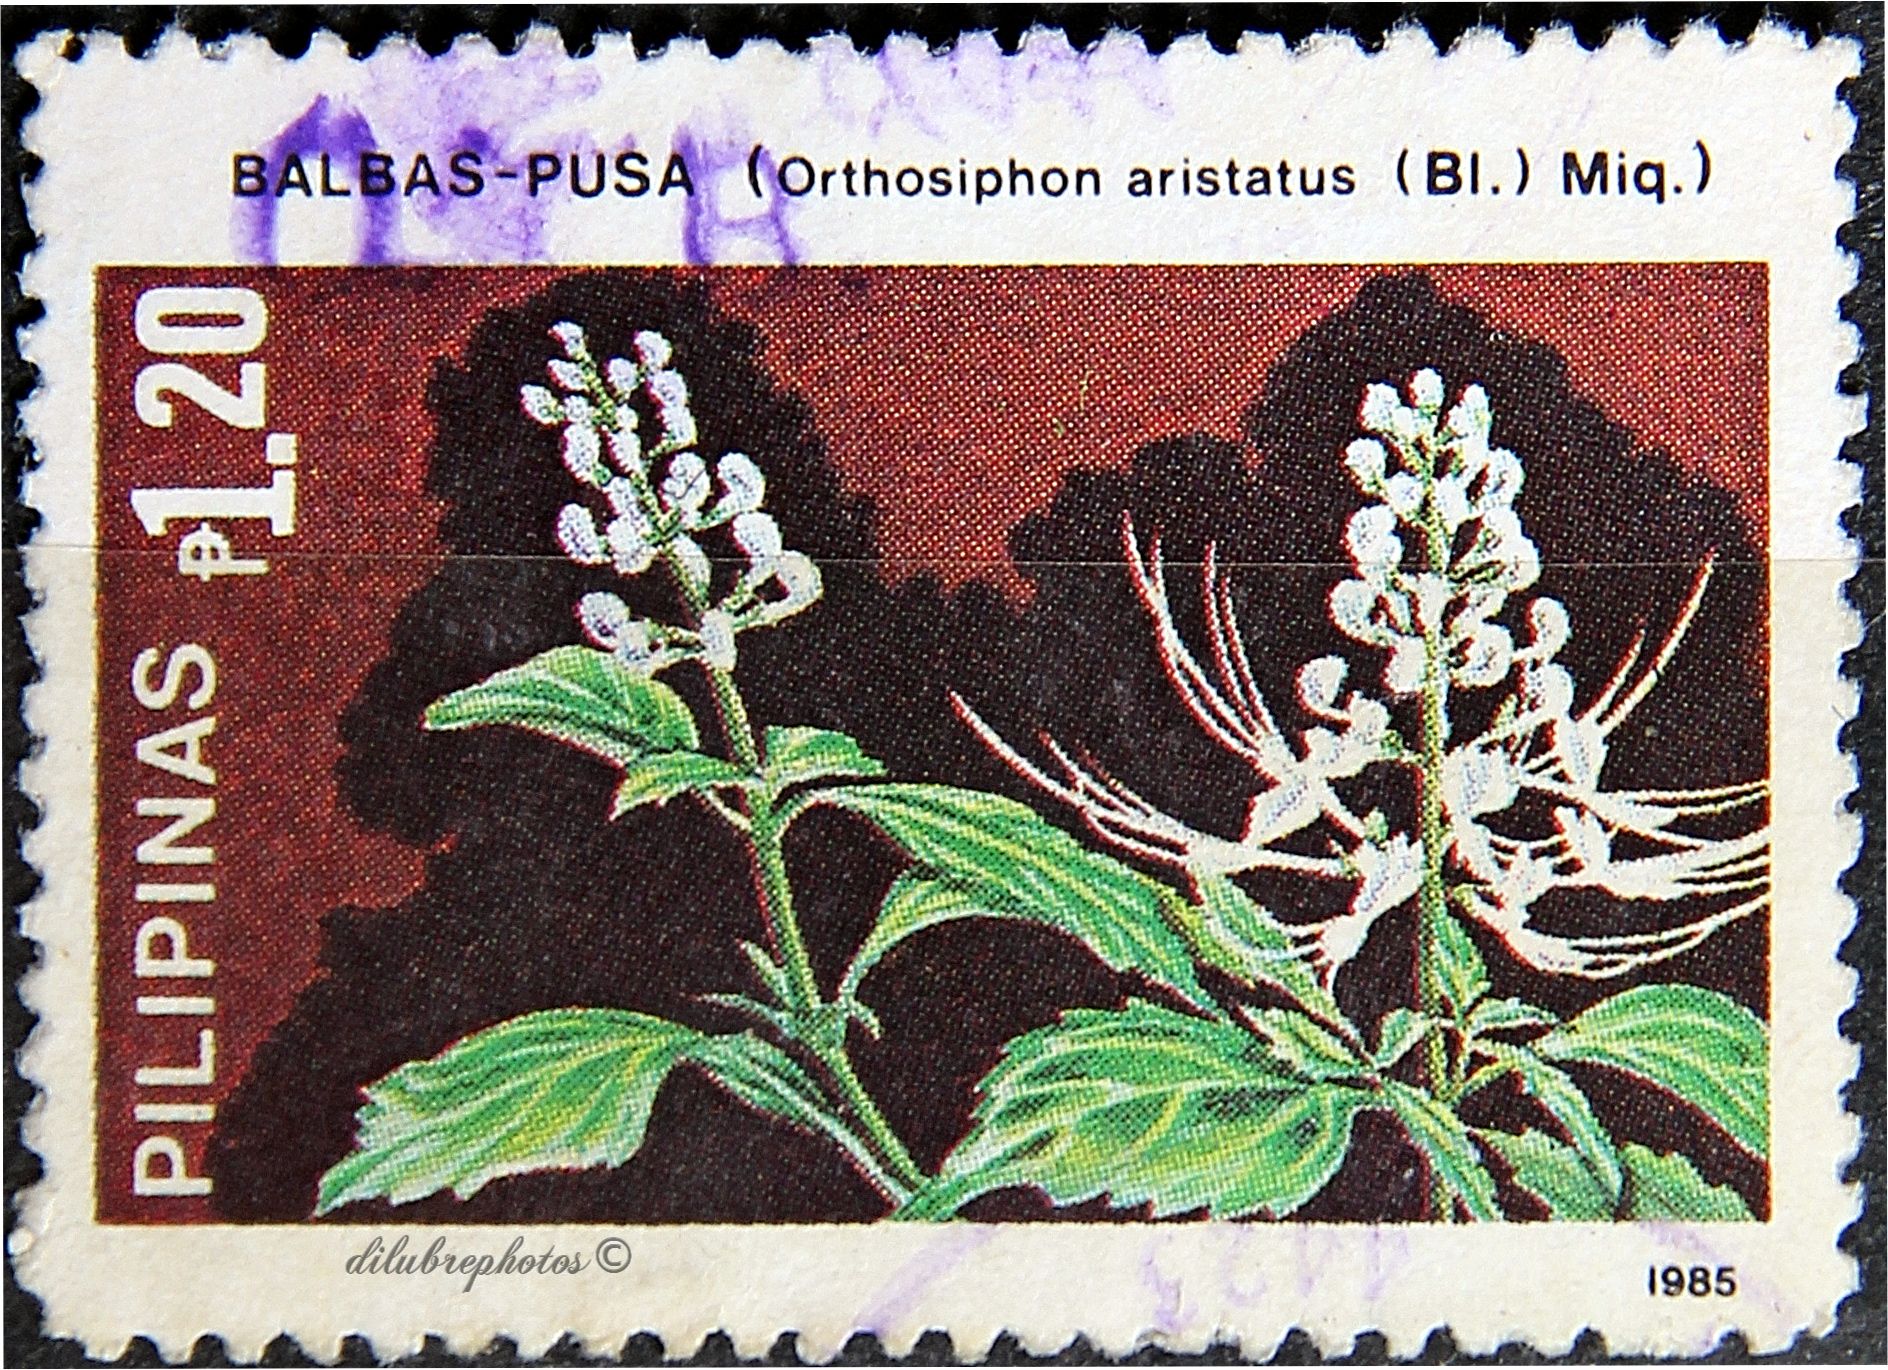 BALBAS-PUSA (Orthosiphon aristatus (Bl.) Miq.)
PILIPINAS ₱1.20
dilubrephotos ©
1985